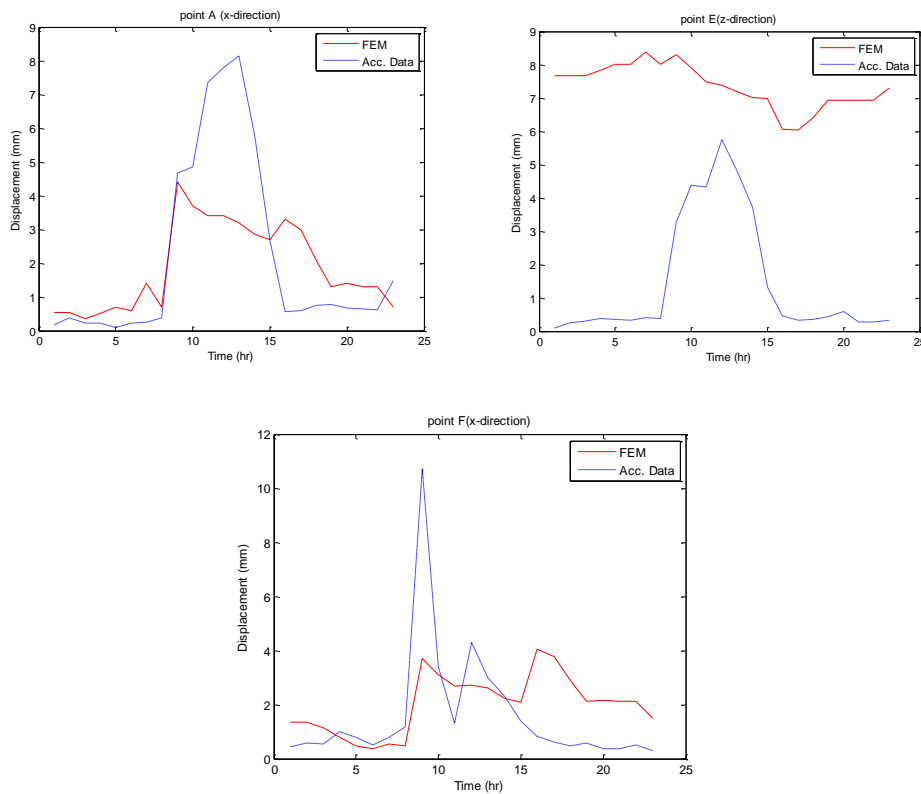 point A (x-direction)
9
8
7
6
5
4
3
2
1
0
0 5 10 15 20 25
Displacement (mm)
Time (hr)
FEM
Acc. Data
point E(z-direction)
9
8
7
6
5
4
3
2
1
0
0 5 10 15 20 25
Displacement (mm)
Time (hr)
FEM
Acc. Data
point F(x-direction)
12
10
8
6
4
2
0
0 5 10 15 20 25
Displacement (mm)
Time (hr)
FEM
Acc. Data